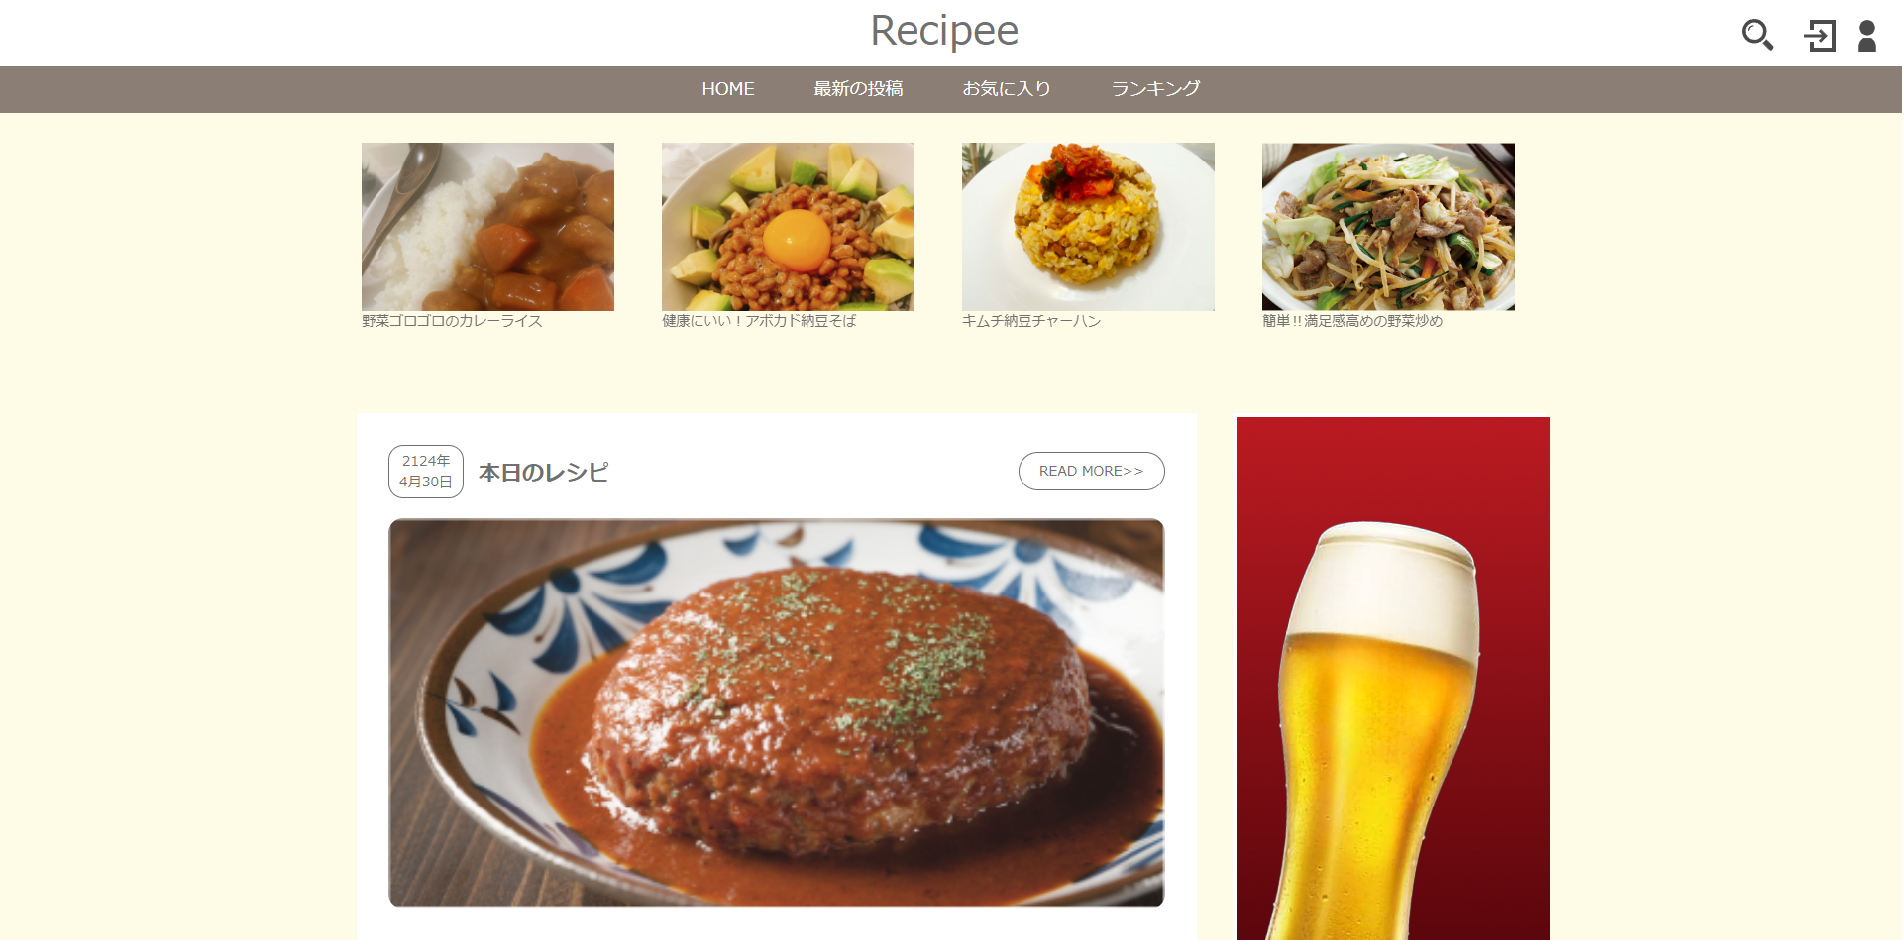 Recipee
HOME 最新の投稿 お気に入り ランキング
野菜ゴロゴロのカレーライス
健康にいい！アボカド納豆そば
キムチ納豆チャーハン
簡単!!満足感高めの野菜炒め
2124年
4月30日
本日のレシピ
READ MORE>>